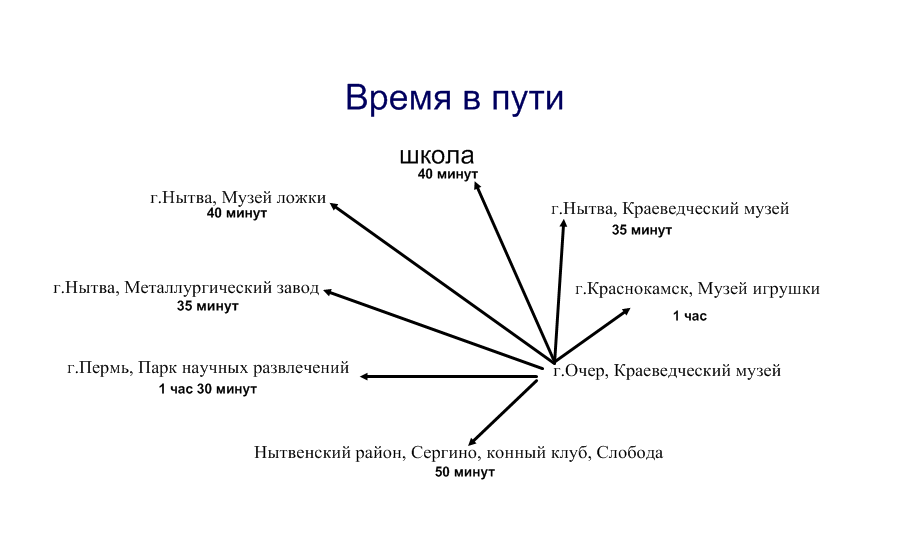 Время в пути
школа
40 минут
г.Нытва, Музей ложки
40 минут
г.Нытва, Краеведческий музей
35 минут
г.Нытва, Металлургический завод
35 минут
г.Краснокамск, Музей игрушки
1 час
г.Пермь, Парк научных развлечений
1 час 30 минут
г.Очер, Краеведческий музей
Нытвенский район, Сергино, конный клуб, Слобода
50 минут